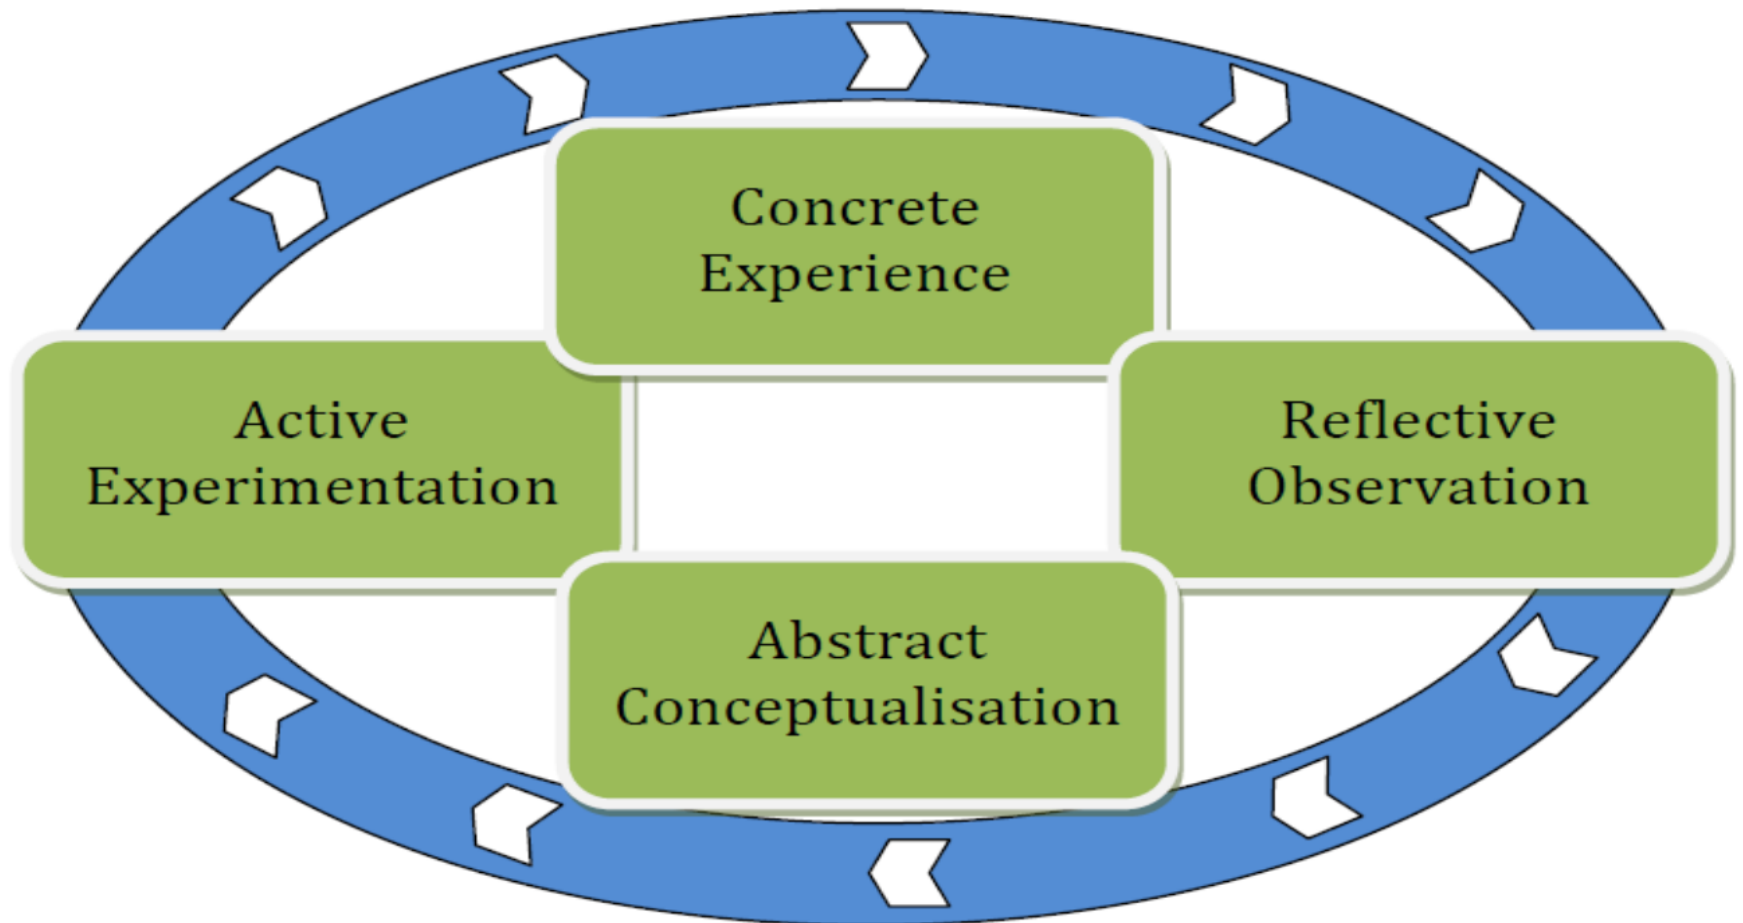 Concrete
Experience
Active
Experimentation
Reflective
Observation
Abstract
Conceptualisation